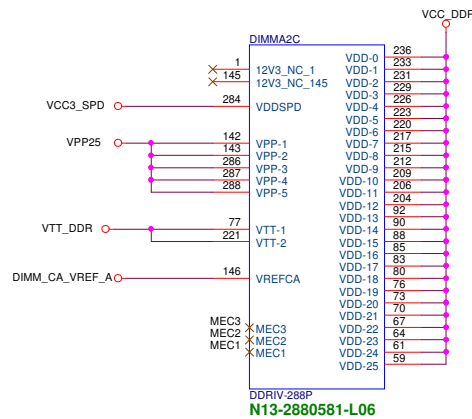 VCC_DDR
DIMMA2C
1 12V3_NC_1 VDD-0 236
145 12V3_NC_145 VDD-1 233
VDD-2 231
VDD-3 229
VCC3_SPD 284 VDDSPD VDD-4 226
VDD-5 223
VDD-6 220
VPP25 142 VPP-1 VDD-7 217
143 VPP-2 VDD-8 215
286 VPP-3 VDD-9 212
287 VPP-4 VDD-10 209
288 VPP-5 VDD-11 206
VDD-12 204
VDD-13 92
VTT_DDR 77 VTT-1 VDD-14 90
221 VTT-2 VDD-15 88
VDD-16 85
VDD-17 83
DIMM_CA_VREF_A 146 VREFCA VDD-18 80
VDD-19 76
VDD-20 73
VDD-21 70
MEC3 MEC3 VDD-22 67
MEC2 MEC2 VDD-23 64
MEC1 MEC1 VDD-24 61
VDD-25 59
DDRIV-288P
N13-2880581-L06